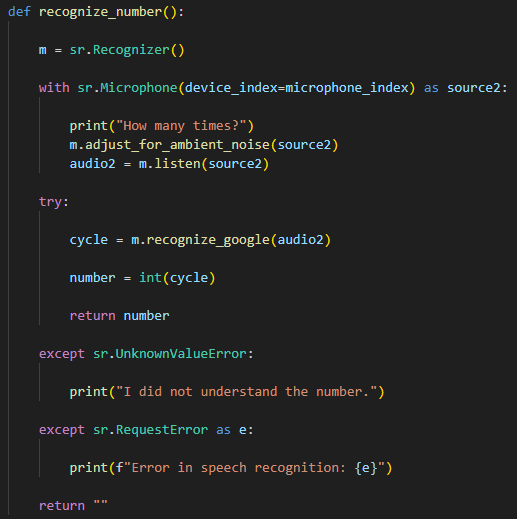 def recognize_number():
m = sr.Recognizer()
with sr.Microphone(device_index=microphone_index) as source2:
print("How many times?")
m.adjust_for_ambient_noise(source2)
audio2 = m.listen(source2)
try:
cycle = m.recognize_google(audio2)
number = int(cycle)
return number
except sr.UnknownValueError:
print("I did not understand the number.")
except sr.RequestError as e:
print(f"Error in speech recognition: {e}")
return ""